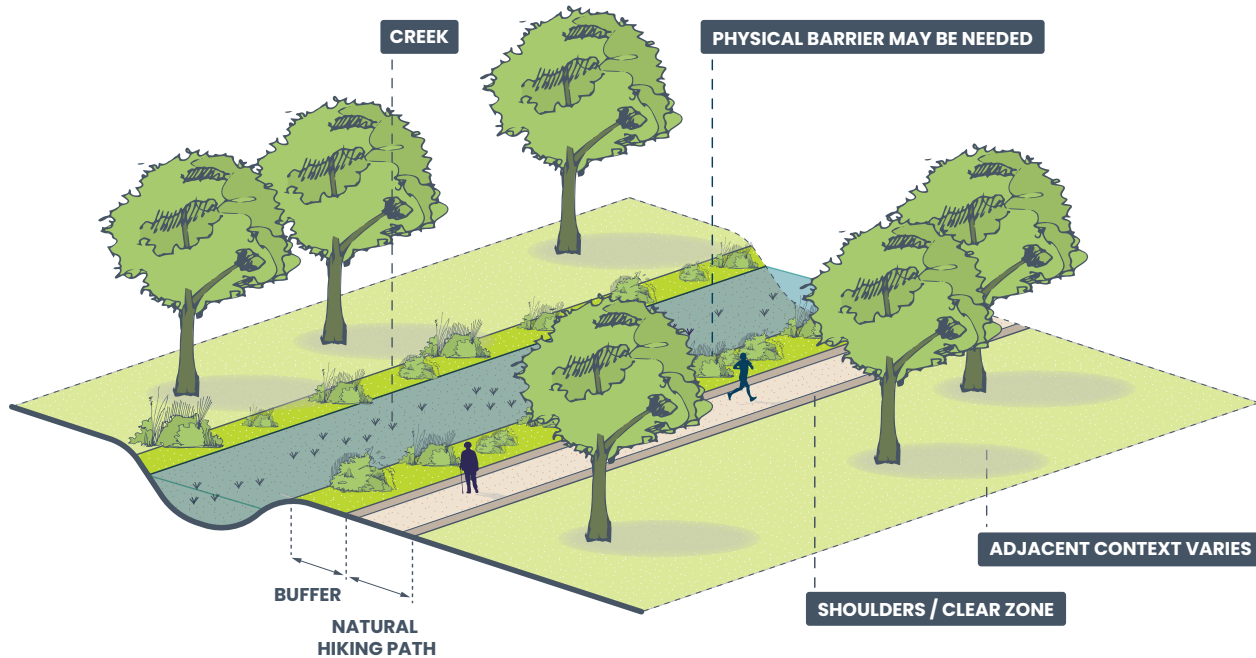 CREEK
PHYSICAL BARRIER MAY BE NEEDED
ADJACENT CONTEXT VARIES
SHOULDERS / CLEAR ZONE
BUFFER
NATURAL
HIKING PATH